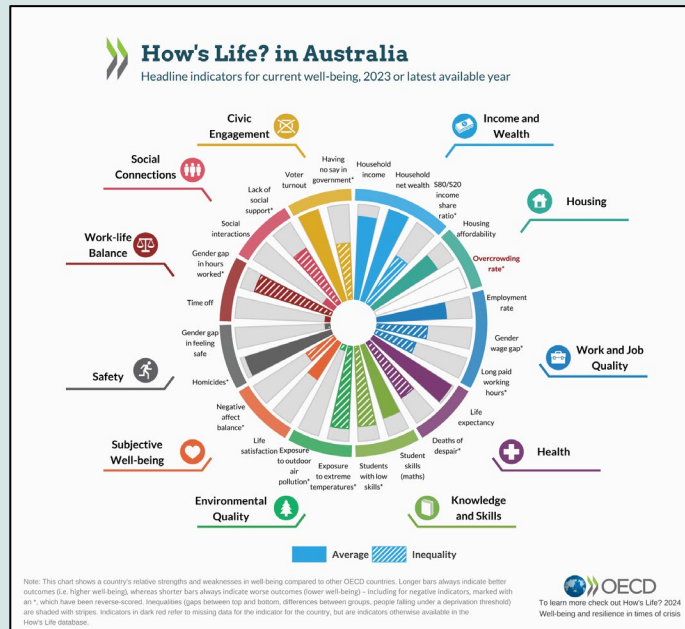 How's Life? in Australia
Headline indicators for current well-being, 2023 or latest available year
Civic
Engagement
Income and
Wealth
Social
Connections
Housing
Work-life
Balance
Work and Job
Quality
Safety
Health
Subjective
Well-being
Environmental
Quality
Knowledge
and Skills
Household
income
Household
net wealth
S80/S20
income
share
ratio*
Housing
affordability
Overcrowding
rate*
Employment
rate
Gender
wage gap*
Long paid
working
hours*
Life
expectancy
Deaths of
despair*
Student
skills
(maths)
Students
with low
skills*
Exposure
to extreme
temperatures*
Exposure
to outdoor
air
pollution*
Life
satisfaction
Negative
affect
balance*
Homicides*
Gender gap
in feeling
safe
Time off
Gender gap
in hours
worked*
Social
interactions
Lack of
social
support*
Voter
turnout
Having
no say in
government*
Average
Inequality
Note: This chart shows a country's relative strengths and weaknesses in well-being compared to other OECD countries. Longer bars always indicate better
outcomes (i.e. higher well-being), whereas shorter bars always indicate worse outcomes (lower well-being) – including for negative indicators, marked with
an *, which have been reverse-scored. Inequalities (gaps between top and bottom, differences between groups, people falling under a deprivation threshold)
are shaded with stripes. Indicators in dark red refer to missing data for the indicator for the country, but are indicators otherwise available in the
How's Life database.
OECD
To learn more check out How's Life? 2024
Well-being and resilience in times of crisis